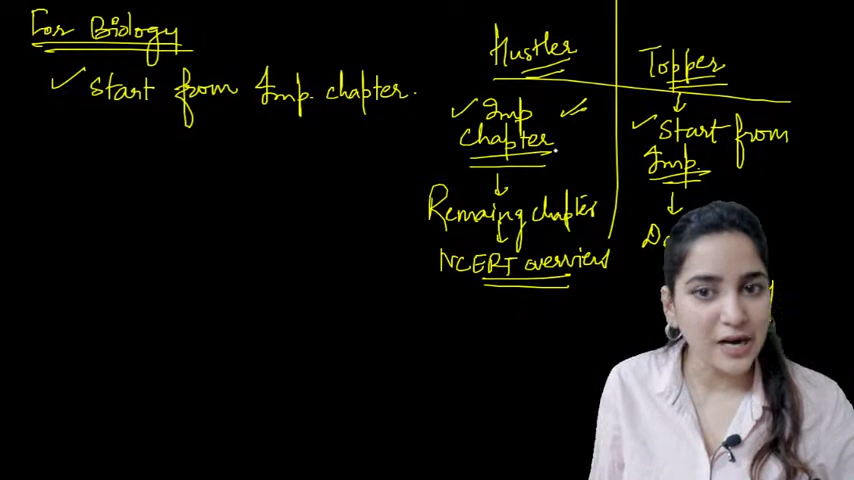 For Biology
✓ Start from Imp. chapter.
Hustler
✓ Imp ✓
Chapter
↓
Remaing chapter
↓
NCERT overview
Topper
↓
✓ Start from
Imp.
↓